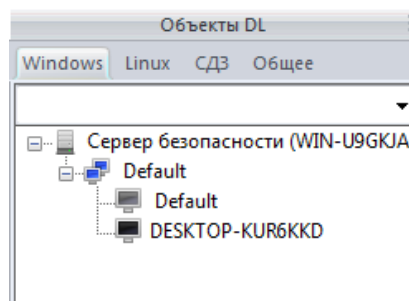 Объекты DL
Windows Linux СДЗ Общее
Сервер безопасности (WIN-U9GKJA
Default
Default
DESKTOP-KUR6KKD